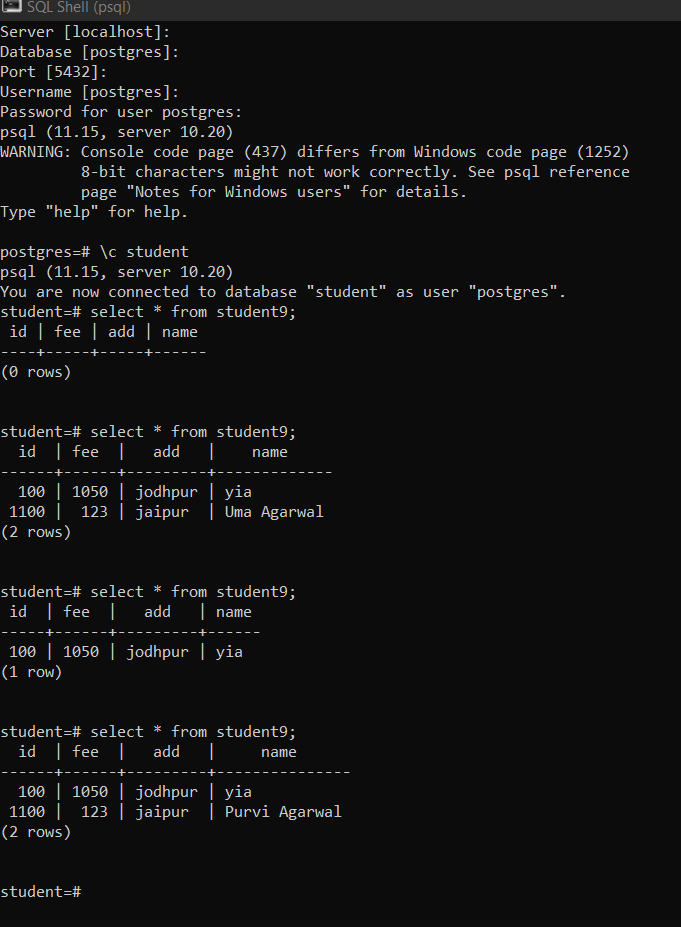 SQL Shell (psql)
Server [localhost]:
Database [postgres]:
Port [5432]:
Username [postgres]:
Password for user postgres:
psql (11.15, server 10.20)
WARNING: Console code page (437) differs from Windows code page (1252)
         8-bit characters might not work correctly. See psql reference
         page "Notes for Windows users" for details.
Type "help" for help.

postgres=# \c student
psql (11.15, server 10.20)
You are now connected to database "student" as user "postgres".
student=# select * from student9;
 id | fee | add | name
----+-----+-----+------
(0 rows)


student=# select * from student9;
  id  | fee  |   add   |    name
------+------+---------+-------------
  100 | 1050 | jodhpur | yia
 1100 |  123 | jaipur  | Uma Agarwal
(2 rows)


student=# select * from student9;
 id  | fee  |   add   | name
-----+------+---------+------
 100 | 1050 | jodhpur | yia
(1 row)


student=# select * from student9;
  id  | fee  |   add   |     name
------+------+---------+---------------
  100 | 1050 | jodhpur | yia
 1100 |  123 | jaipur  | Purvi Agarwal
(2 rows)


student=#